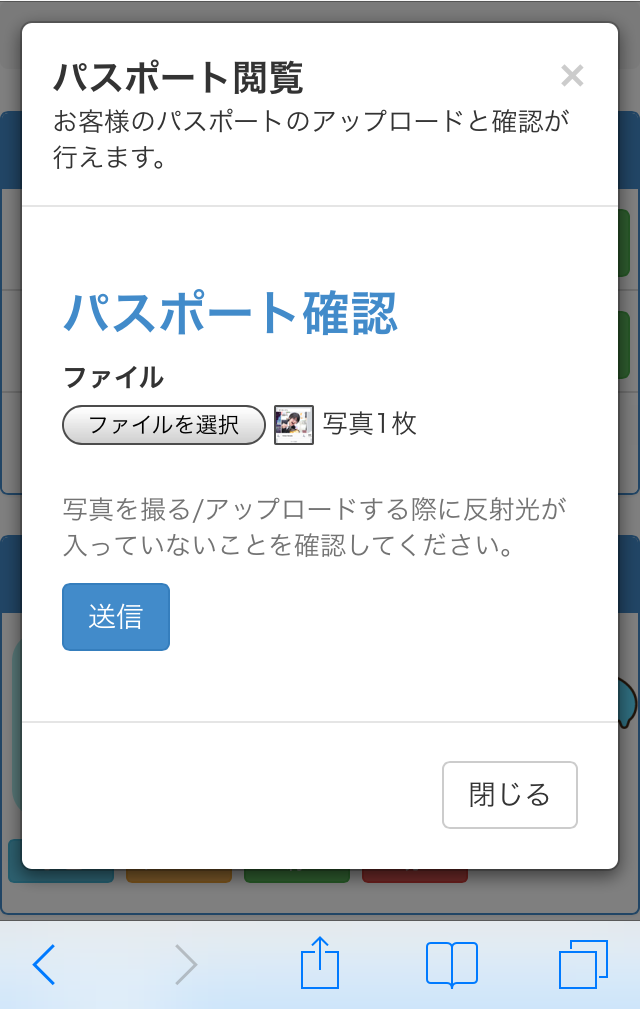 パスポート閲覧
×
お客様のパスポートのアップロードと確認が
行えます。
パスポート確認
ファイル
ファイルを選択 写真1枚
写真を撮る/アップロードする際に反射光が
入っていないことを確認してください。
送信
閉じる